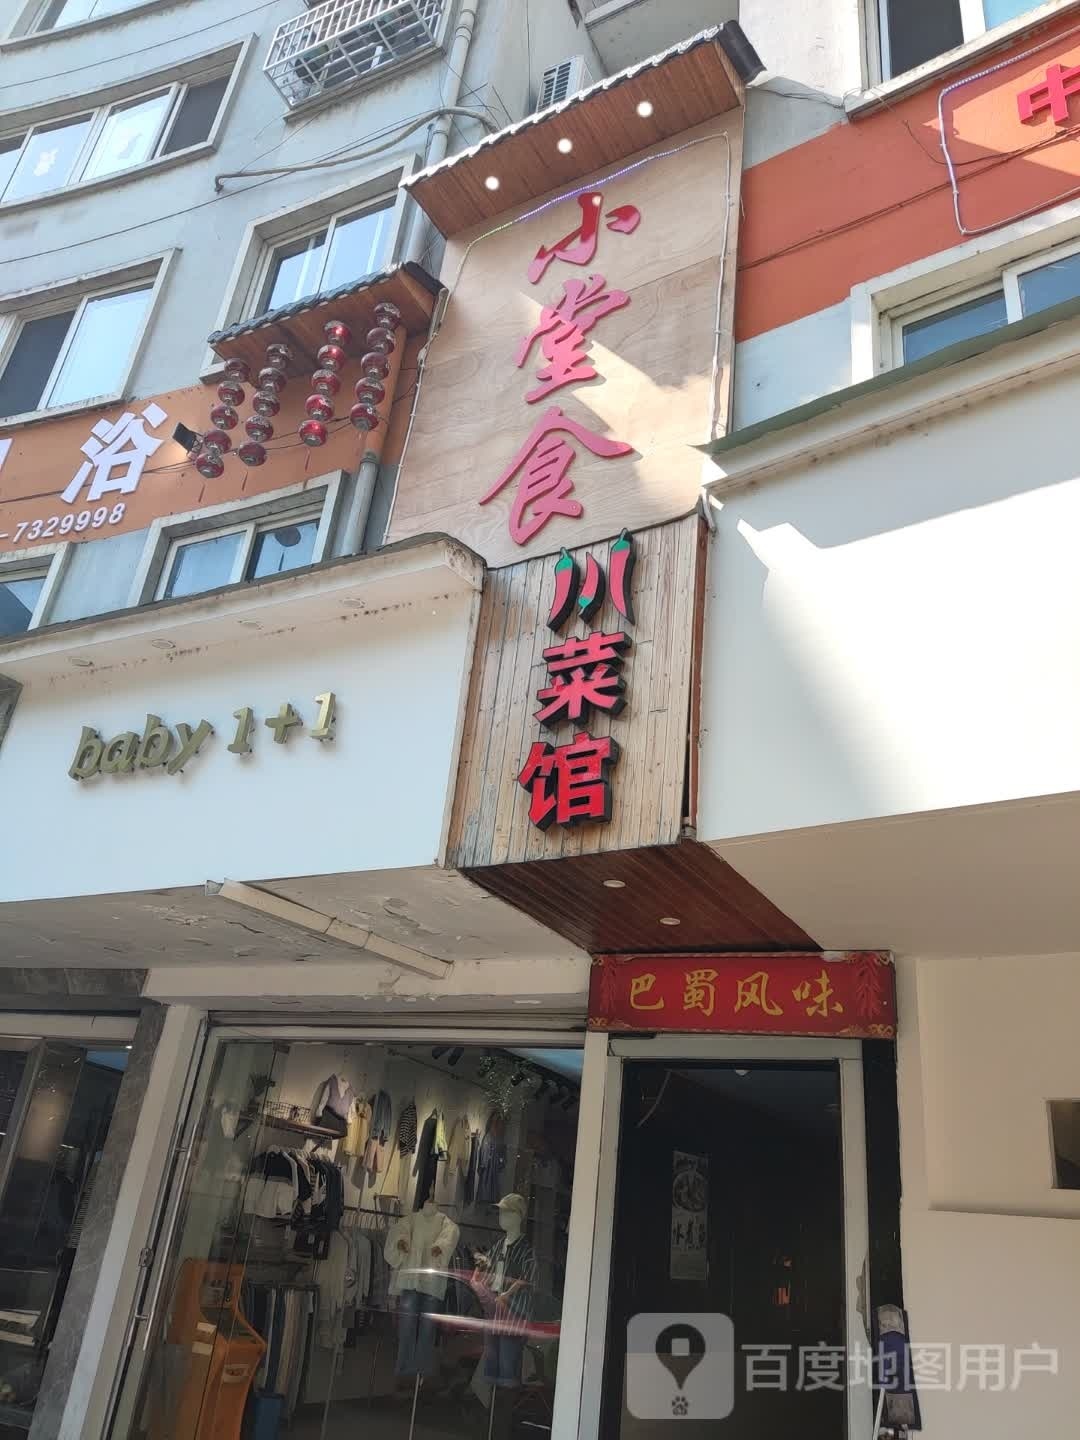 中
小堂食
浴
-7329998
川菜馆
baby 1+1
巴蜀风味
百度地图用户